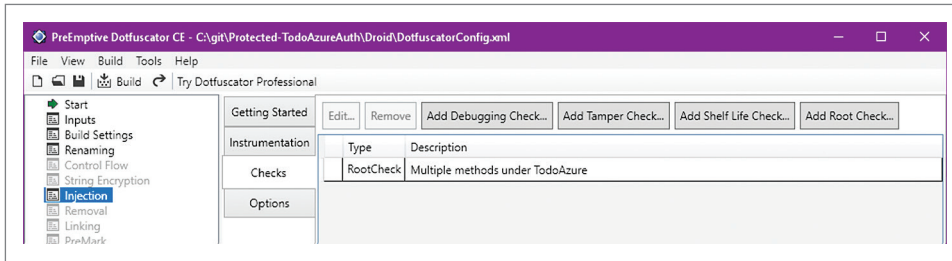 PreEmptive Dotfuscator CE - C:\git\Protected-TodoAzureAuth\Droid\DotfuscatorConfig.xml
File View Build Tools Help
Build Try Dotfuscator Professional
Start
Inputs
Build Settings
Renaming
Control Flow
String Encryption
Injection
Removal
Linking
PreMark
Getting Started
Instrumentation
Checks
Options
Edit... Remove Add Debugging Check... Add Tamper Check... Add Shelf Life Check... Add Root Check...
Type Description
RootCheck Multiple methods under TodoAzure